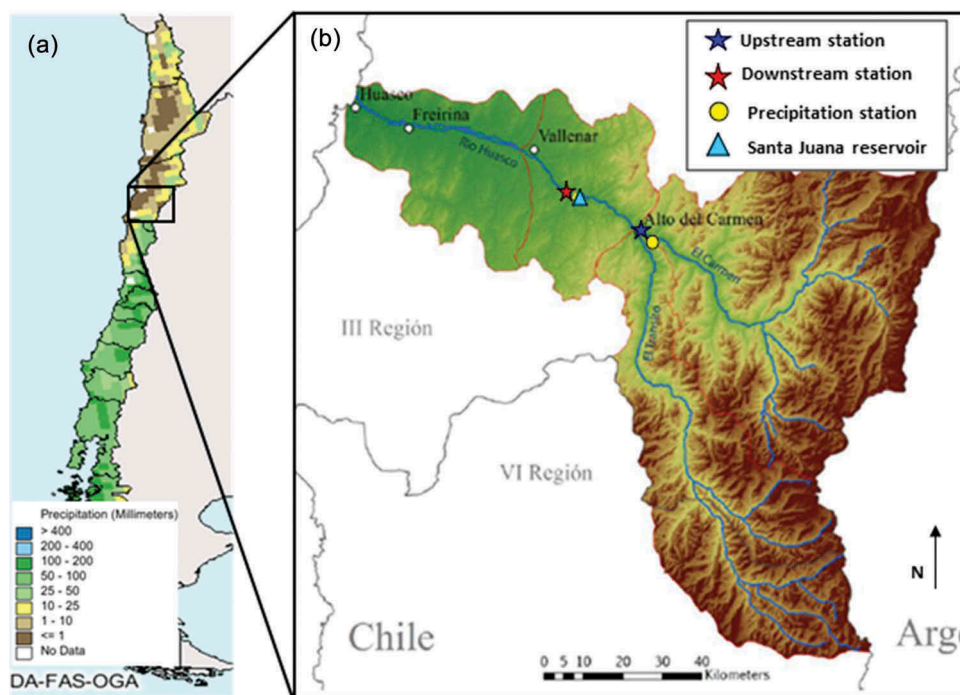 (a)
Precipitation (Millimeters)
> 400
200 - 400
100 - 200
50 - 100
25 - 50
10 - 25
1 - 10
<= 1
No Data
DA-FAS-OGA
(b)
Upstream station
Downstream station
Precipitation station
Santa Juana reservoir
Huasco
Freirina
Vallenar
Río Huasco
Alto del Carmen
El Carmen
El Transito
III Región
VI Región
N
Chile
Arge
0 5 10 20 30 40
Kilometers